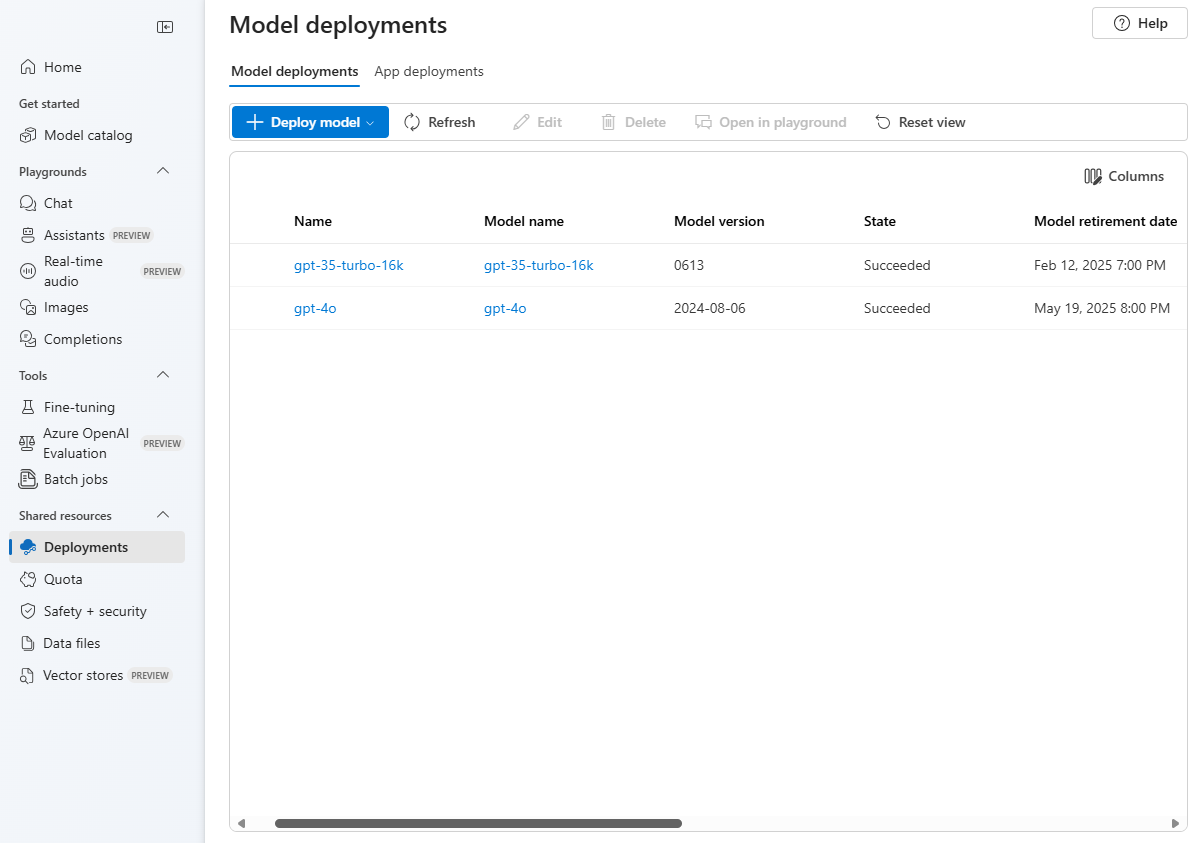 Home
Get started
Model catalog
Playgrounds
Chat
Assistants PREVIEW
Real-time
audio PREVIEW
Images
Completions
Tools
Fine-tuning
Azure OpenAI
Evaluation PREVIEW
Batch jobs
Shared resources
Deployments
Quota
Safety + security
Data files
Vector stores PREVIEW
Model deployments
Help
Model deployments App deployments
Deploy model Refresh Edit Delete Open in playground Reset view
Columns
Name Model name Model version State Model retirement date
gpt-35-turbo-16k gpt-35-turbo-16k 0613 Succeeded Feb 12, 2025 7:00 PM
gpt-4o gpt-4o 2024-08-06 Succeeded May 19, 2025 8:00 PM